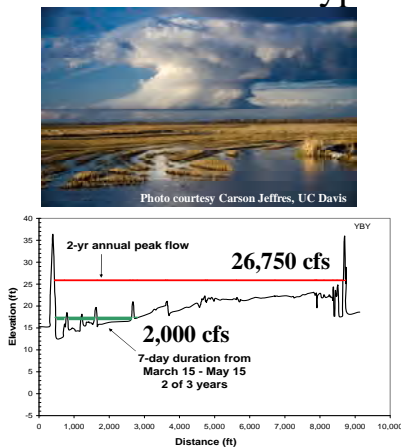 Photo courtesy Carson Jeffres, UC Davis
YBY
2-yr annual peak flow
26,750 cfs
2,000 cfs
7-day duration from
March 15 - May 15
2 of 3 years
Elevation (ft)
40
35
30
25
20
15
10
5
0
-5
0 1,000 2,000 3,000 4,000 5,000 6,000 7,000 8,000 9,000 10,000
Distance (ft)